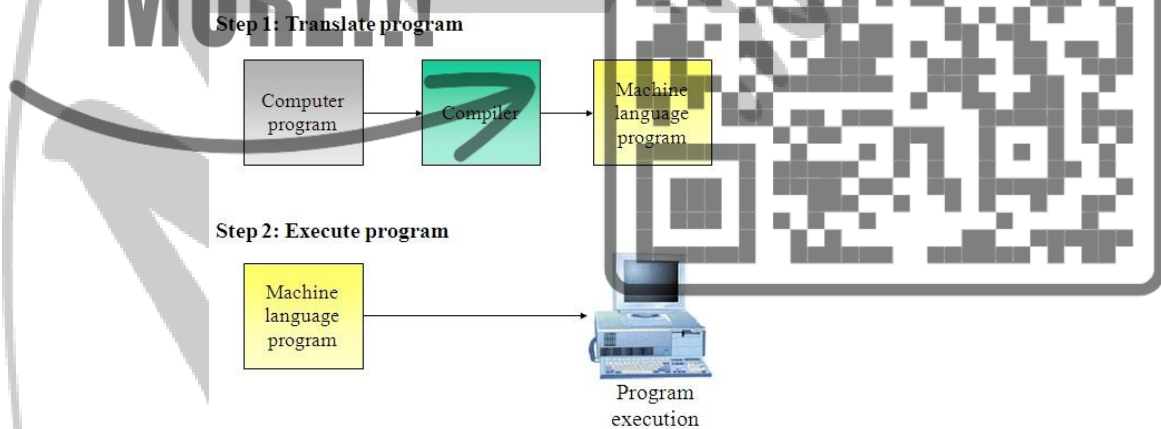 MORE!!!
Step 1: Translate program
Computer
program
Compiler
Machine
language
program
Step 2: Execute program
Machine
language
program
Program
execution